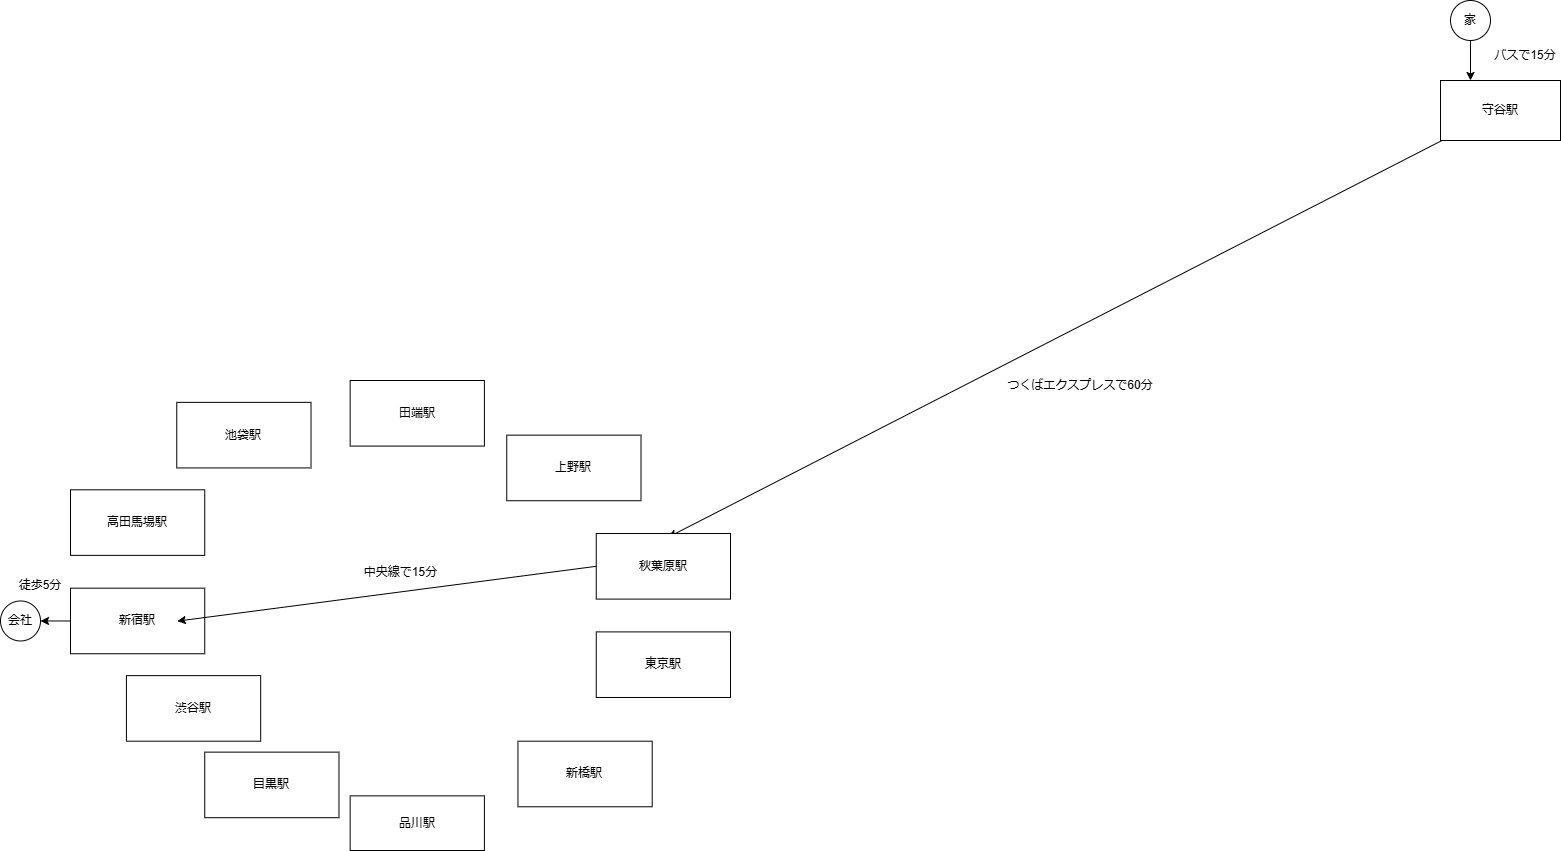 家
バスで15分
守谷駅
つくばエクスプレスで60分
田端駅
池袋駅
上野駅
高田馬場駅
秋葉原駅
中央線で15分
徒歩5分
会社
新宿駅
東京駅
渋谷駅
新橋駅
目黒駅
品川駅